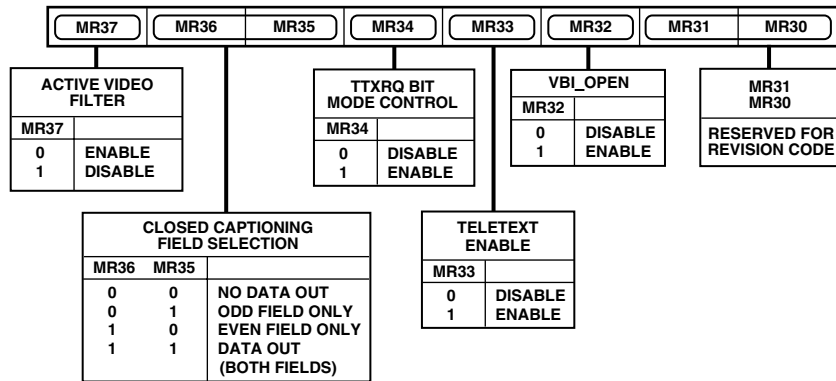 MR37 MR36 MR35 MR34 MR33 MR32 MR31 MR30
ACTIVE VIDEO
FILTER
MR37
0 ENABLE
1 DISABLE
TTXRQ BIT
MODE CONTROL
MR34
0 DISABLE
1 ENABLE
VBI_OPEN
MR32
0 DISABLE
1 ENABLE
MR31
MR30
RESERVED FOR
REVISION CODE
CLOSED CAPTIONING
FIELD SELECTION
MR36 MR35
0 0 NO DATA OUT
0 1 ODD FIELD ONLY
1 0 EVEN FIELD ONLY
1 1 DATA OUT
(BOTH FIELDS)
TELETEXT
ENABLE
MR33
0 DISABLE
1 ENABLE